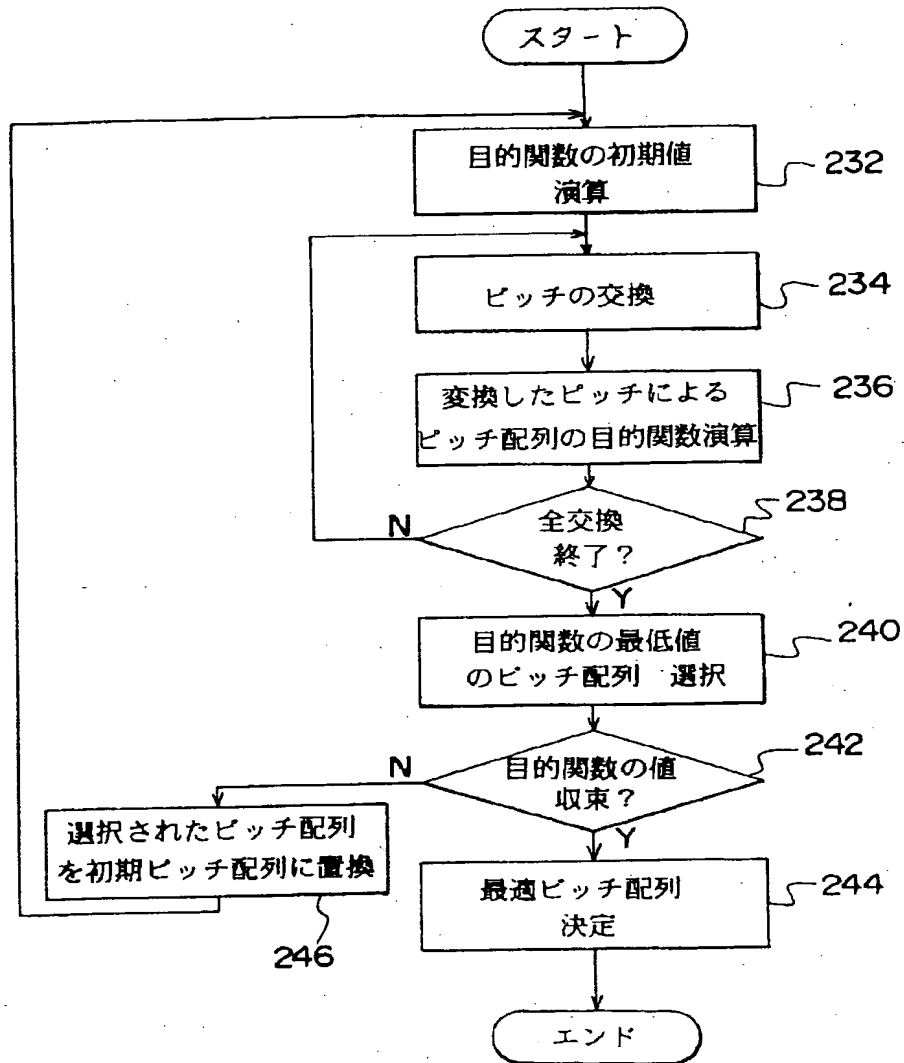 スタート
目的関数の初期値
演算
232
ピッチの交換
234
変換したピッチによる
ピッチ配列の目的関数演算
236
全交換
終了?
238
N
Y
目的関数の最低値
のピッチ配列 選択
240
目的関数の値
収束?
242
N
Y
選択されたピッチ配列
を初期ピッチ配列に置換
246
最適ピッチ配列
決定
244
エンド